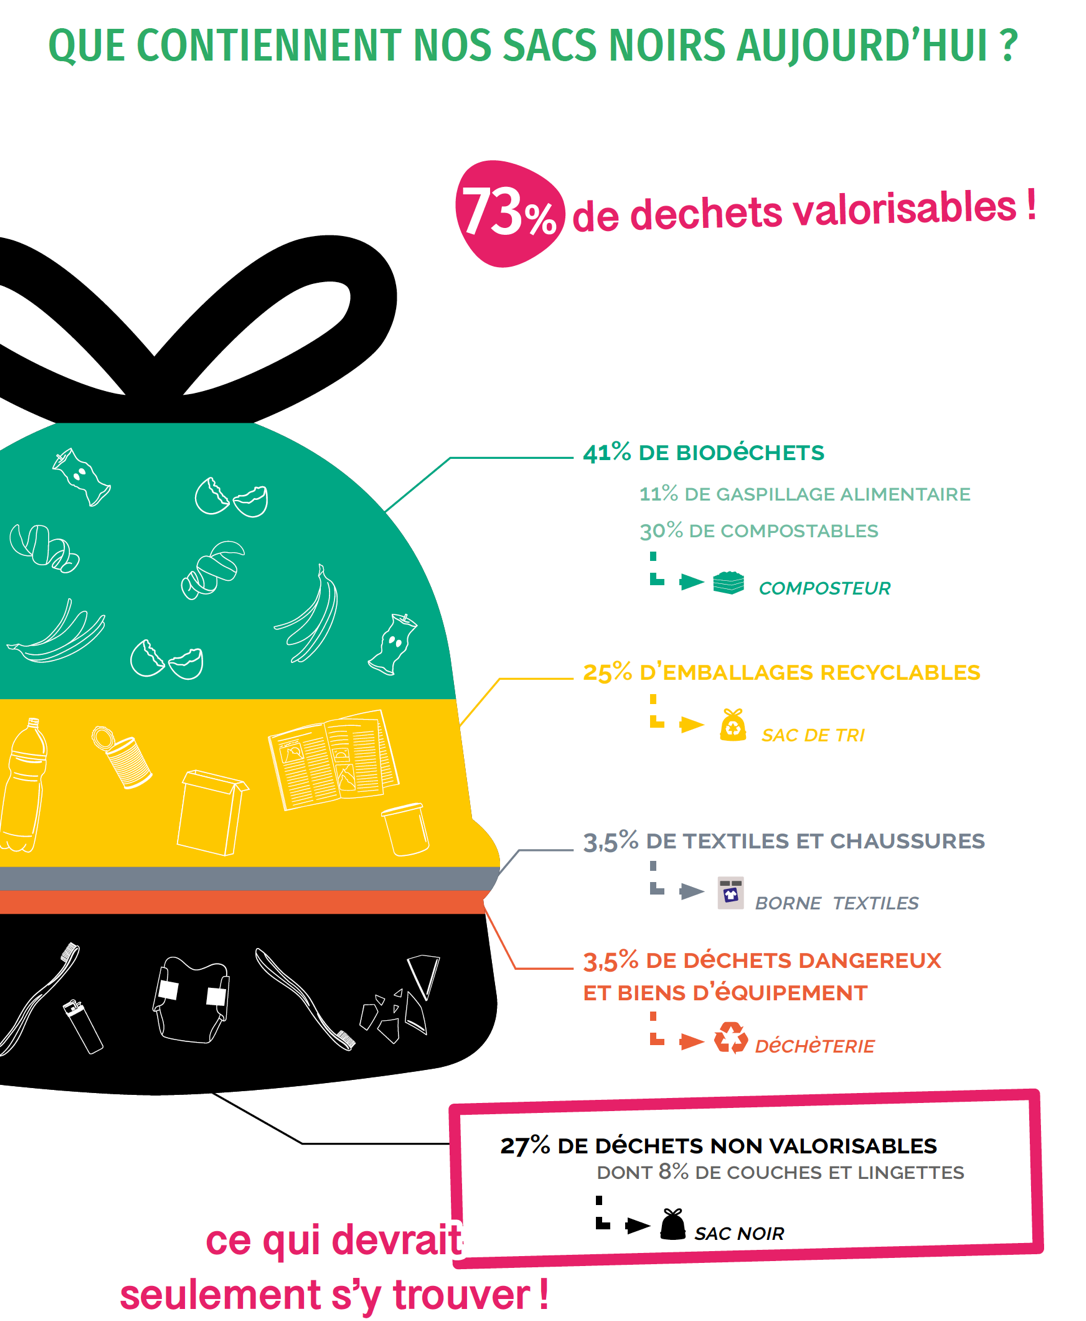 QUE CONTIENNENT NOS SACS NOIRS AUJOURD'HUI ?
73% de dechets valorisables !
41% DE BIODéCHETS
11% DE GASPILLAGE ALIMENTAIRE
30% DE COMPOSTABLES
COMPOSTEUR
25% D'EMBALLAGES RECYCLABLES
SAC DE TRI
3,5% DE TEXTILES ET CHAUSSURES
BORNE TEXTILES
3,5% DE DéCHETS DANGEREUX
ET BIENS D'éQUIPEMENT
DéCHèTERIE
27% DE DéCHETS NON VALORISABLES
DONT 8% DE COUCHES ET LINGETTES
SAC NOIR
ce qui devrait
seulement s'y trouver !